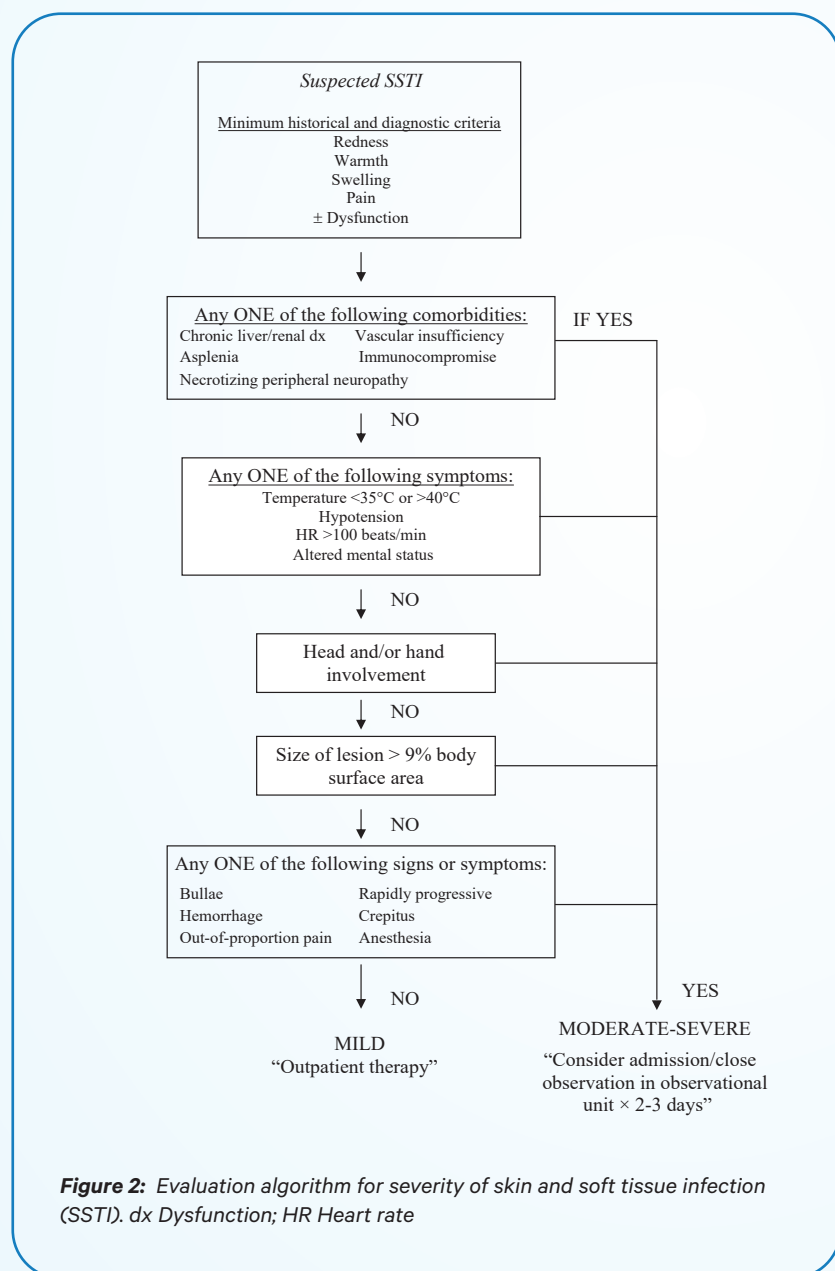 Suspected SSTI
Minimum historical and diagnostic criteria
Redness
Warmth
Swelling
Pain
± Dysfunction
Any ONE of the following comorbidities:
Chronic liver/renal dx Vascular insufficiency
Asplenia Immunocompromise
Necrotizing peripheral neuropathy
IF YES
NO
Any ONE of the following symptoms:
Temperature <35°C or >40°C
Hypotension
HR >100 beats/min
Altered mental status
NO
Head and/or hand
involvement
NO
Size of lesion > 9% body
surface area
NO
Any ONE of the following signs or symptoms:
Bullae Rapidly progressive
Hemorrhage Crepitus
Out-of-proportion pain Anesthesia
NO
YES
MILD
“Outpatient therapy”
MODERATE-SEVERE
“Consider admission/close
observation in observational
unit × 2-3 days”
Figure 2: Evaluation algorithm for severity of skin and soft tissue infection
(SSTI). dx Dysfunction; HR Heart rate